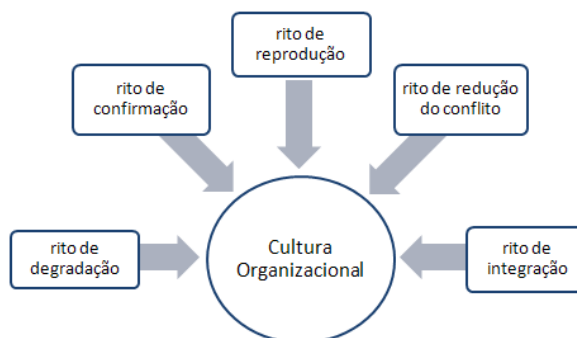 rito de
reprodução
rito de
confirmação
rito de redução
do conflito
rito de
degradação
Cultura
Organizacional
rito de
integração